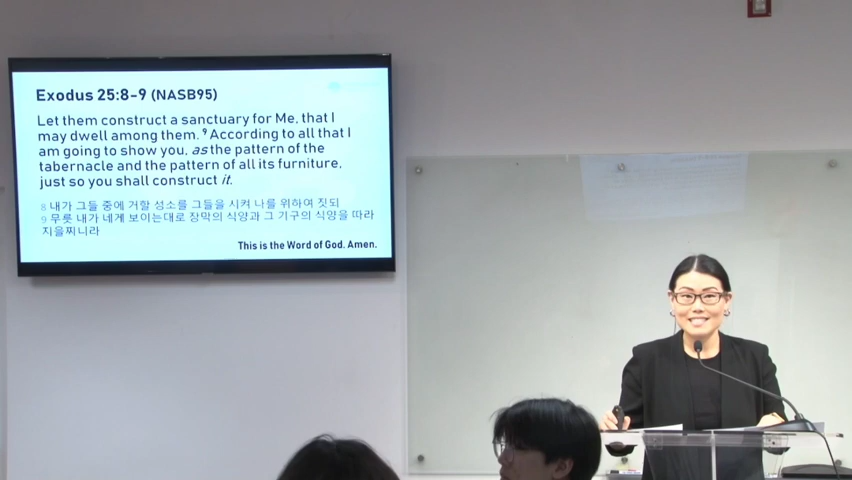 Exodus 25:8-9 (NASB95)
Let them construct a sanctuary for Me, that I
may dwell among them. ⁹ According to all that I
am going to show you, as the pattern of the
tabernacle and the pattern of all its furniture,
just so you shall construct it.
8 내가 그들 중에 거할 성소를 그들을 시켜 나를 위하여 짓되
9 무릇 내가 네게 보이는대로 장막의 식양과 그 기구의 식양을 따라
지을찌니라
This is the Word of God. Amen.